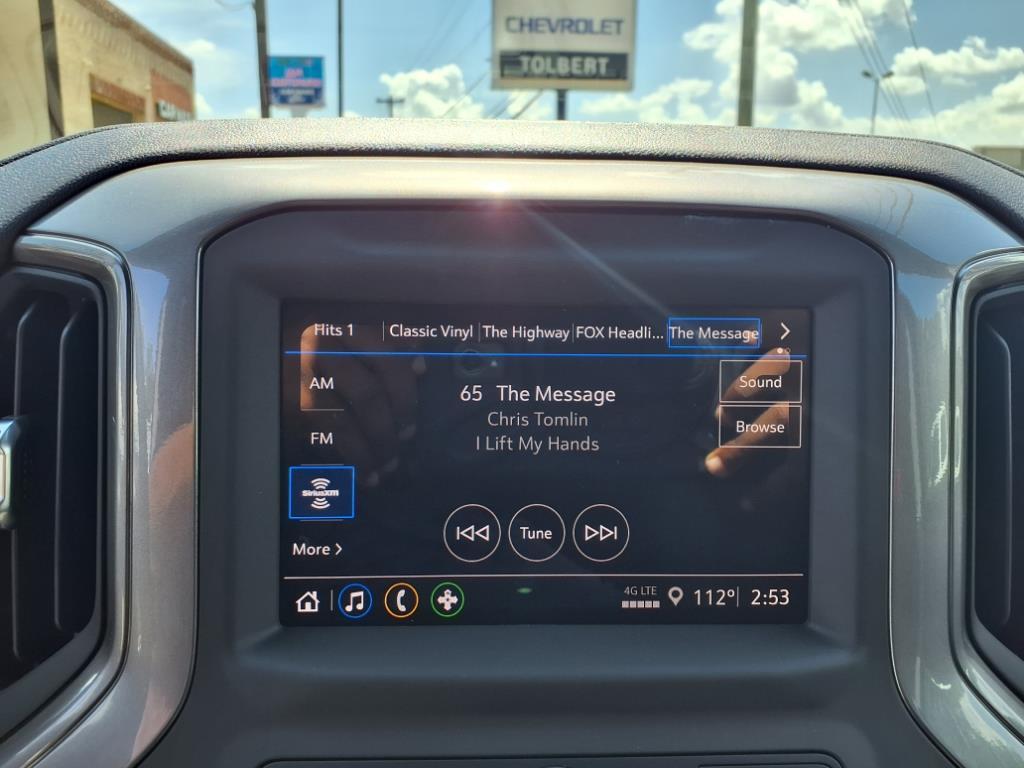 CHEVROLET
TOLBERT
Hits 1 Classic Vinyl The Highway FOX Headli... The Message
AM
65 The Message
Sound
Chris Tomlin
Browse
FM
I Lift My Hands
SiriusXM
Tune
More
4G LTE
112° 2:53